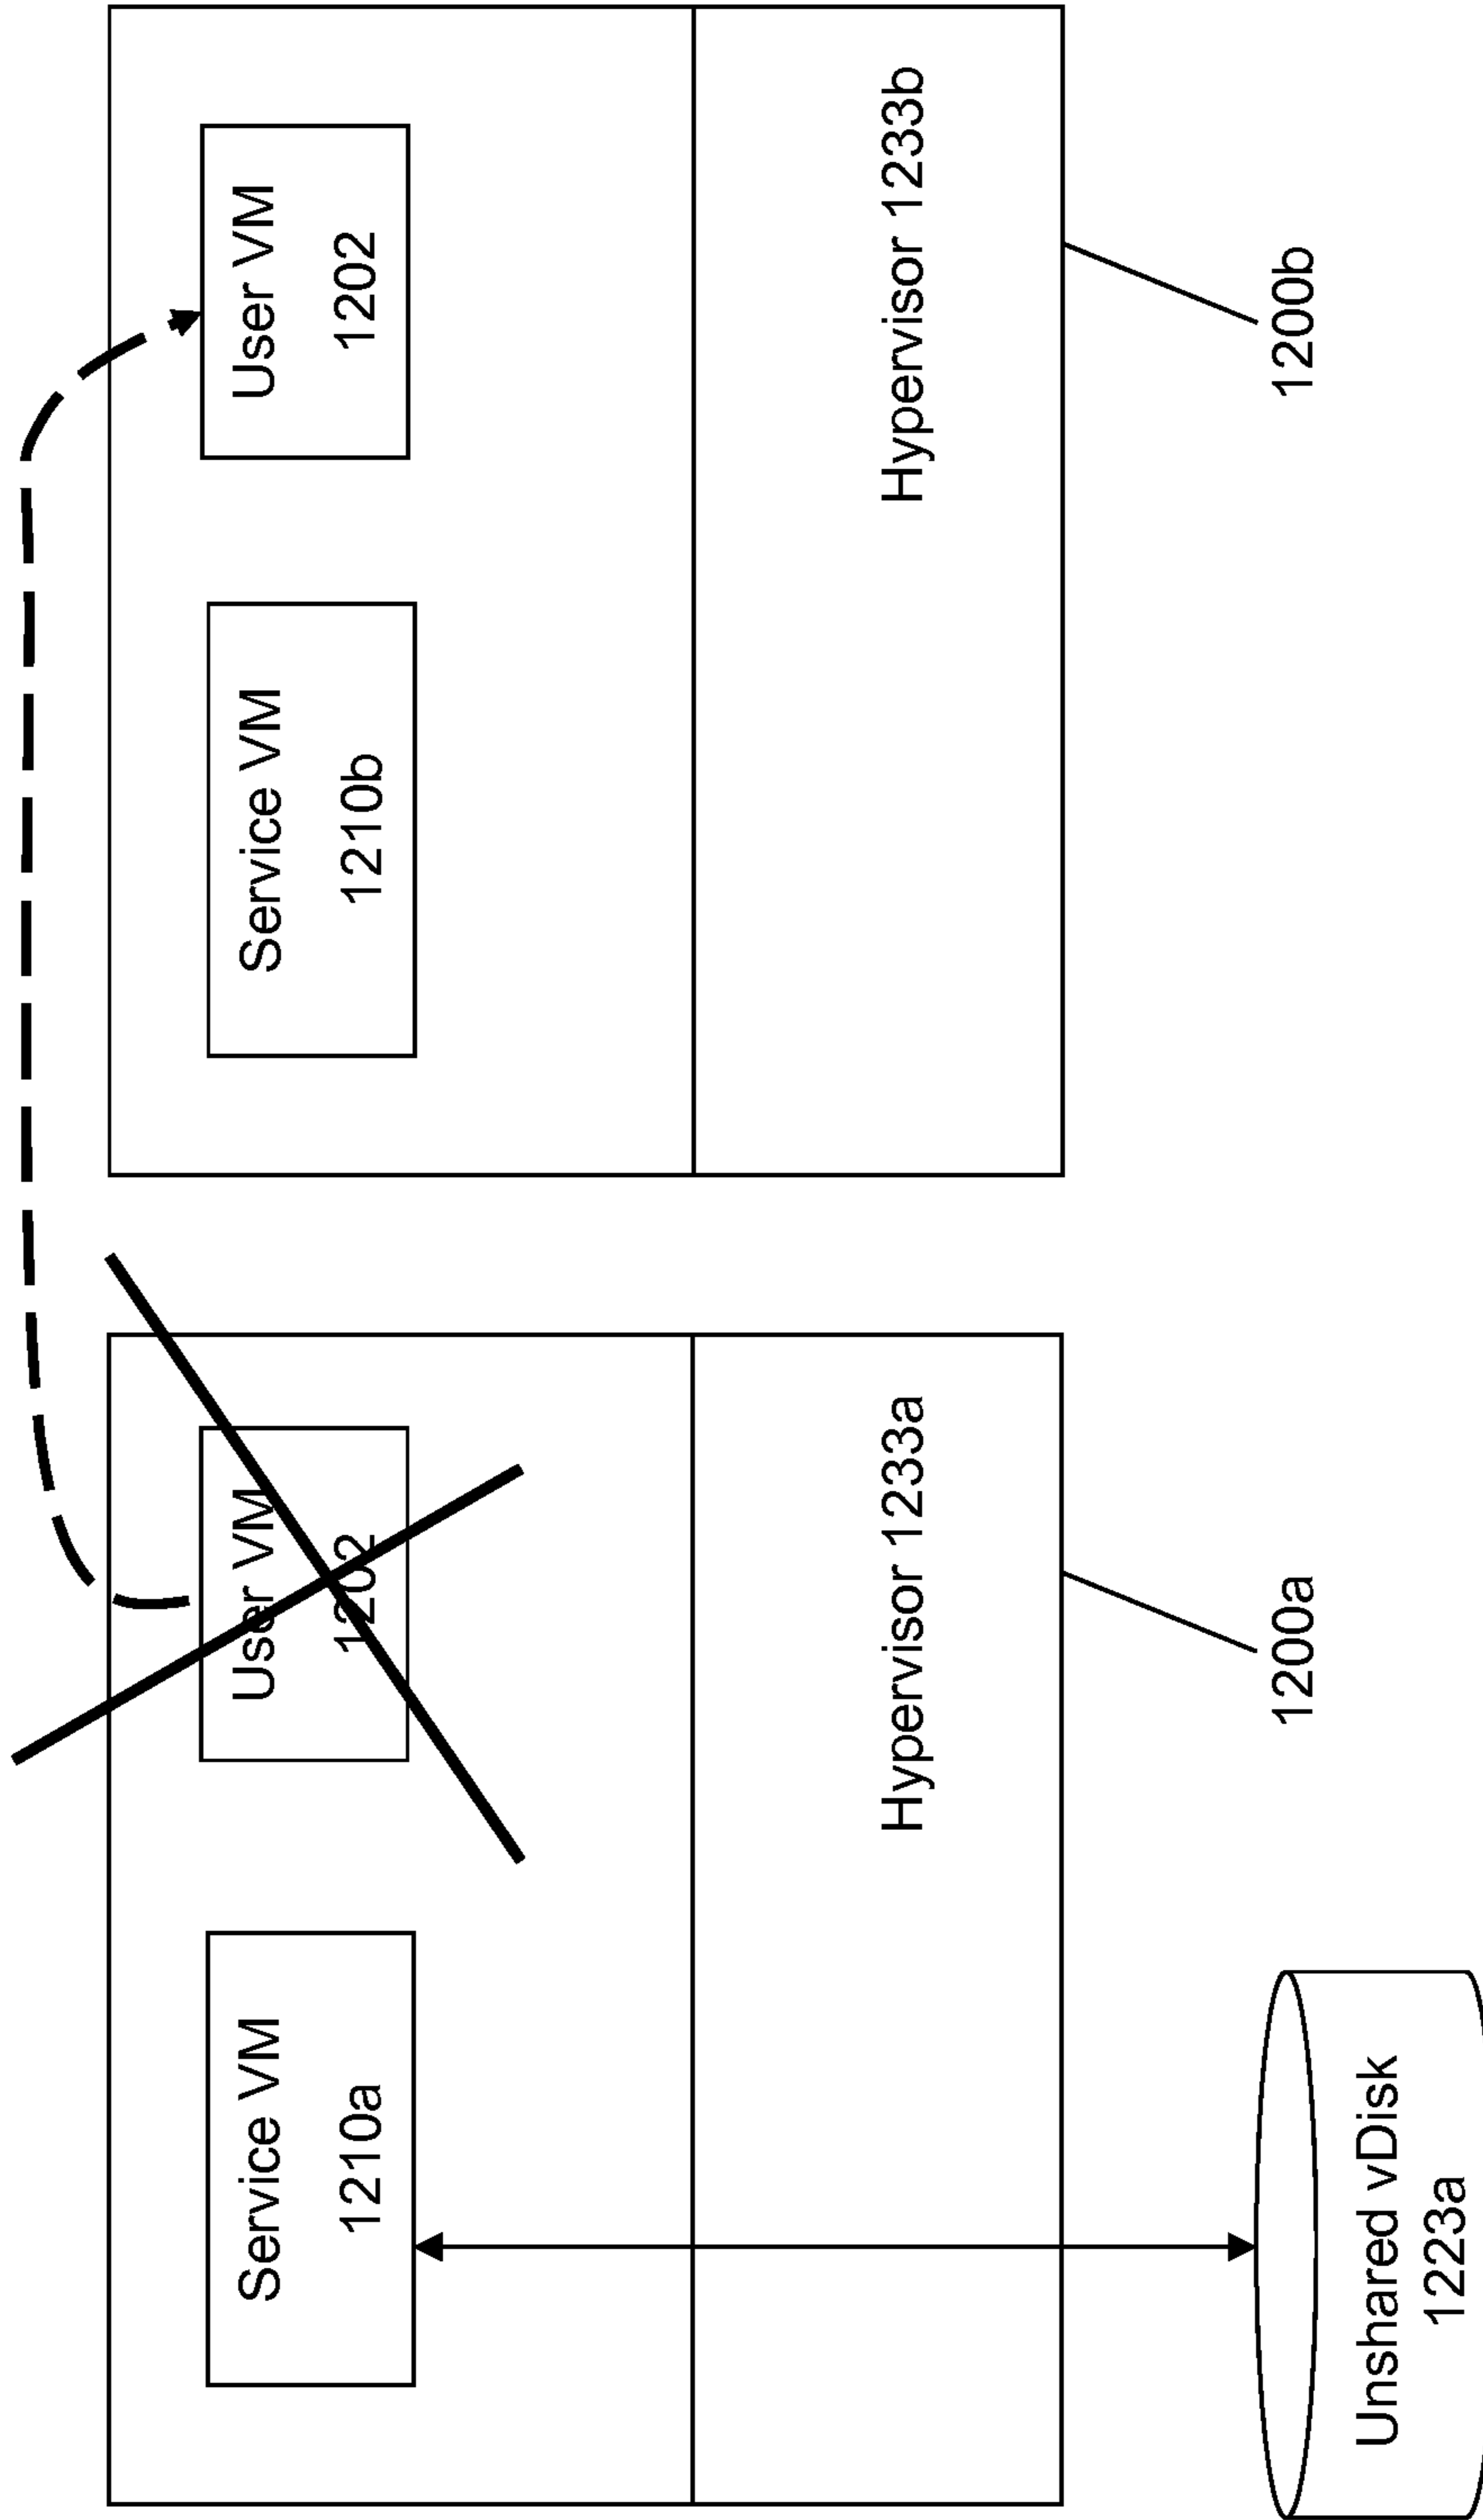 Service VM
1210a
User VM
1202
Hypervisor 1233a
1200a
Unshared vDisk
1223a
Service VM
1210b
User VM
1202
Hypervisor 1233b
1200b